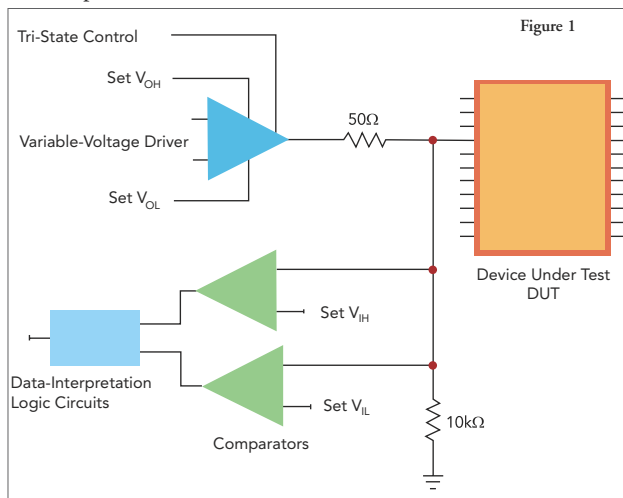 Figure 1
Tri-State Control
Set VOH
50Ω
Variable-Voltage Driver
Set VOL
Device Under Test
DUT
Set VIH
Data-Interpretation
Logic Circuits
Set VIL
10kΩ
Comparators